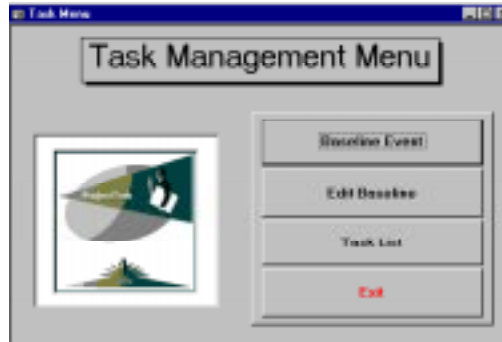 Task Menu
Task Management Menu
Baseline Event
Edit Baseline
Task List
Exit